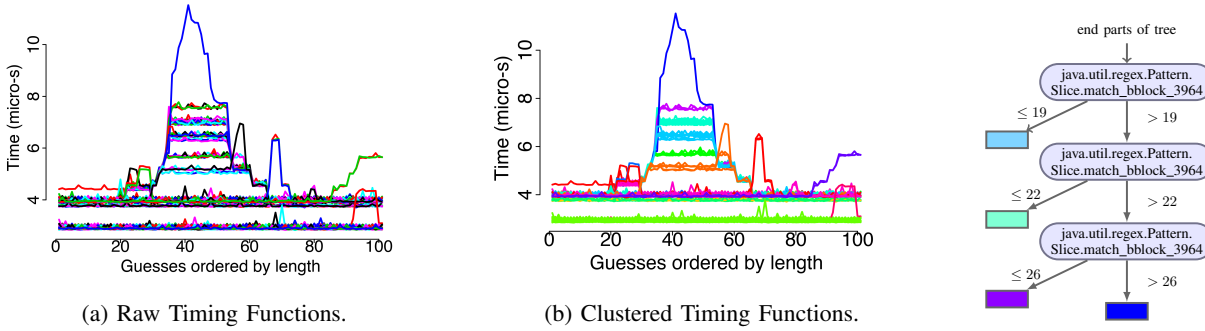 Time (micro-s)
4
6
8
10
0
20
40
60
80
100
Guesses ordered by length
(a) Raw Timing Functions.
Time (micro-s)
4
6
8
10
0
20
40
60
80
100
Guesses ordered by length
(b) Clustered Timing Functions.
end parts of tree
java.util.regex.Pattern.
Slice.match_bblock_3964
≤ 19
> 19
java.util.regex.Pattern.
Slice.match_bblock_3964
≤ 22
> 22
java.util.regex.Pattern.
Slice.match_bblock_3964
≤ 26
> 26